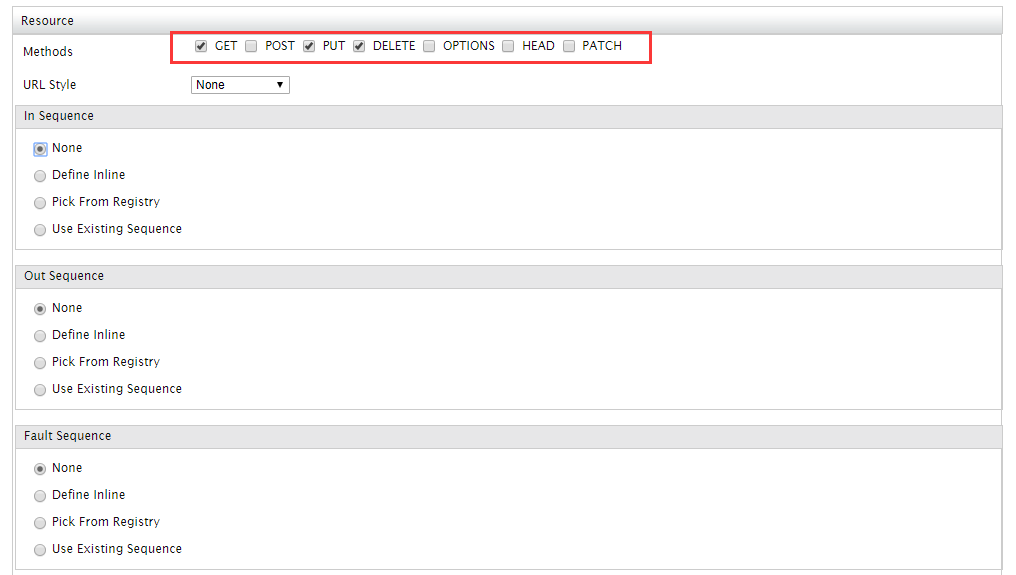 Resource
Methods GET POST PUT DELETE OPTIONS HEAD PATCH
URL Style None
In Sequence
None
Define Inline
Pick From Registry
Use Existing Sequence
Out Sequence
None
Define Inline
Pick From Registry
Use Existing Sequence
Fault Sequence
None
Define Inline
Pick From Registry
Use Existing Sequence